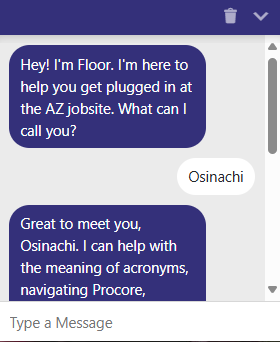 Hey! I'm Floor. I'm here to
help you get plugged in at
the AZ jobsite. What can I
call you?
Osinachi
Great to meet you,
Osinachi. I can help with
the meaning of acronyms,
navigating Procore,
Type a Message